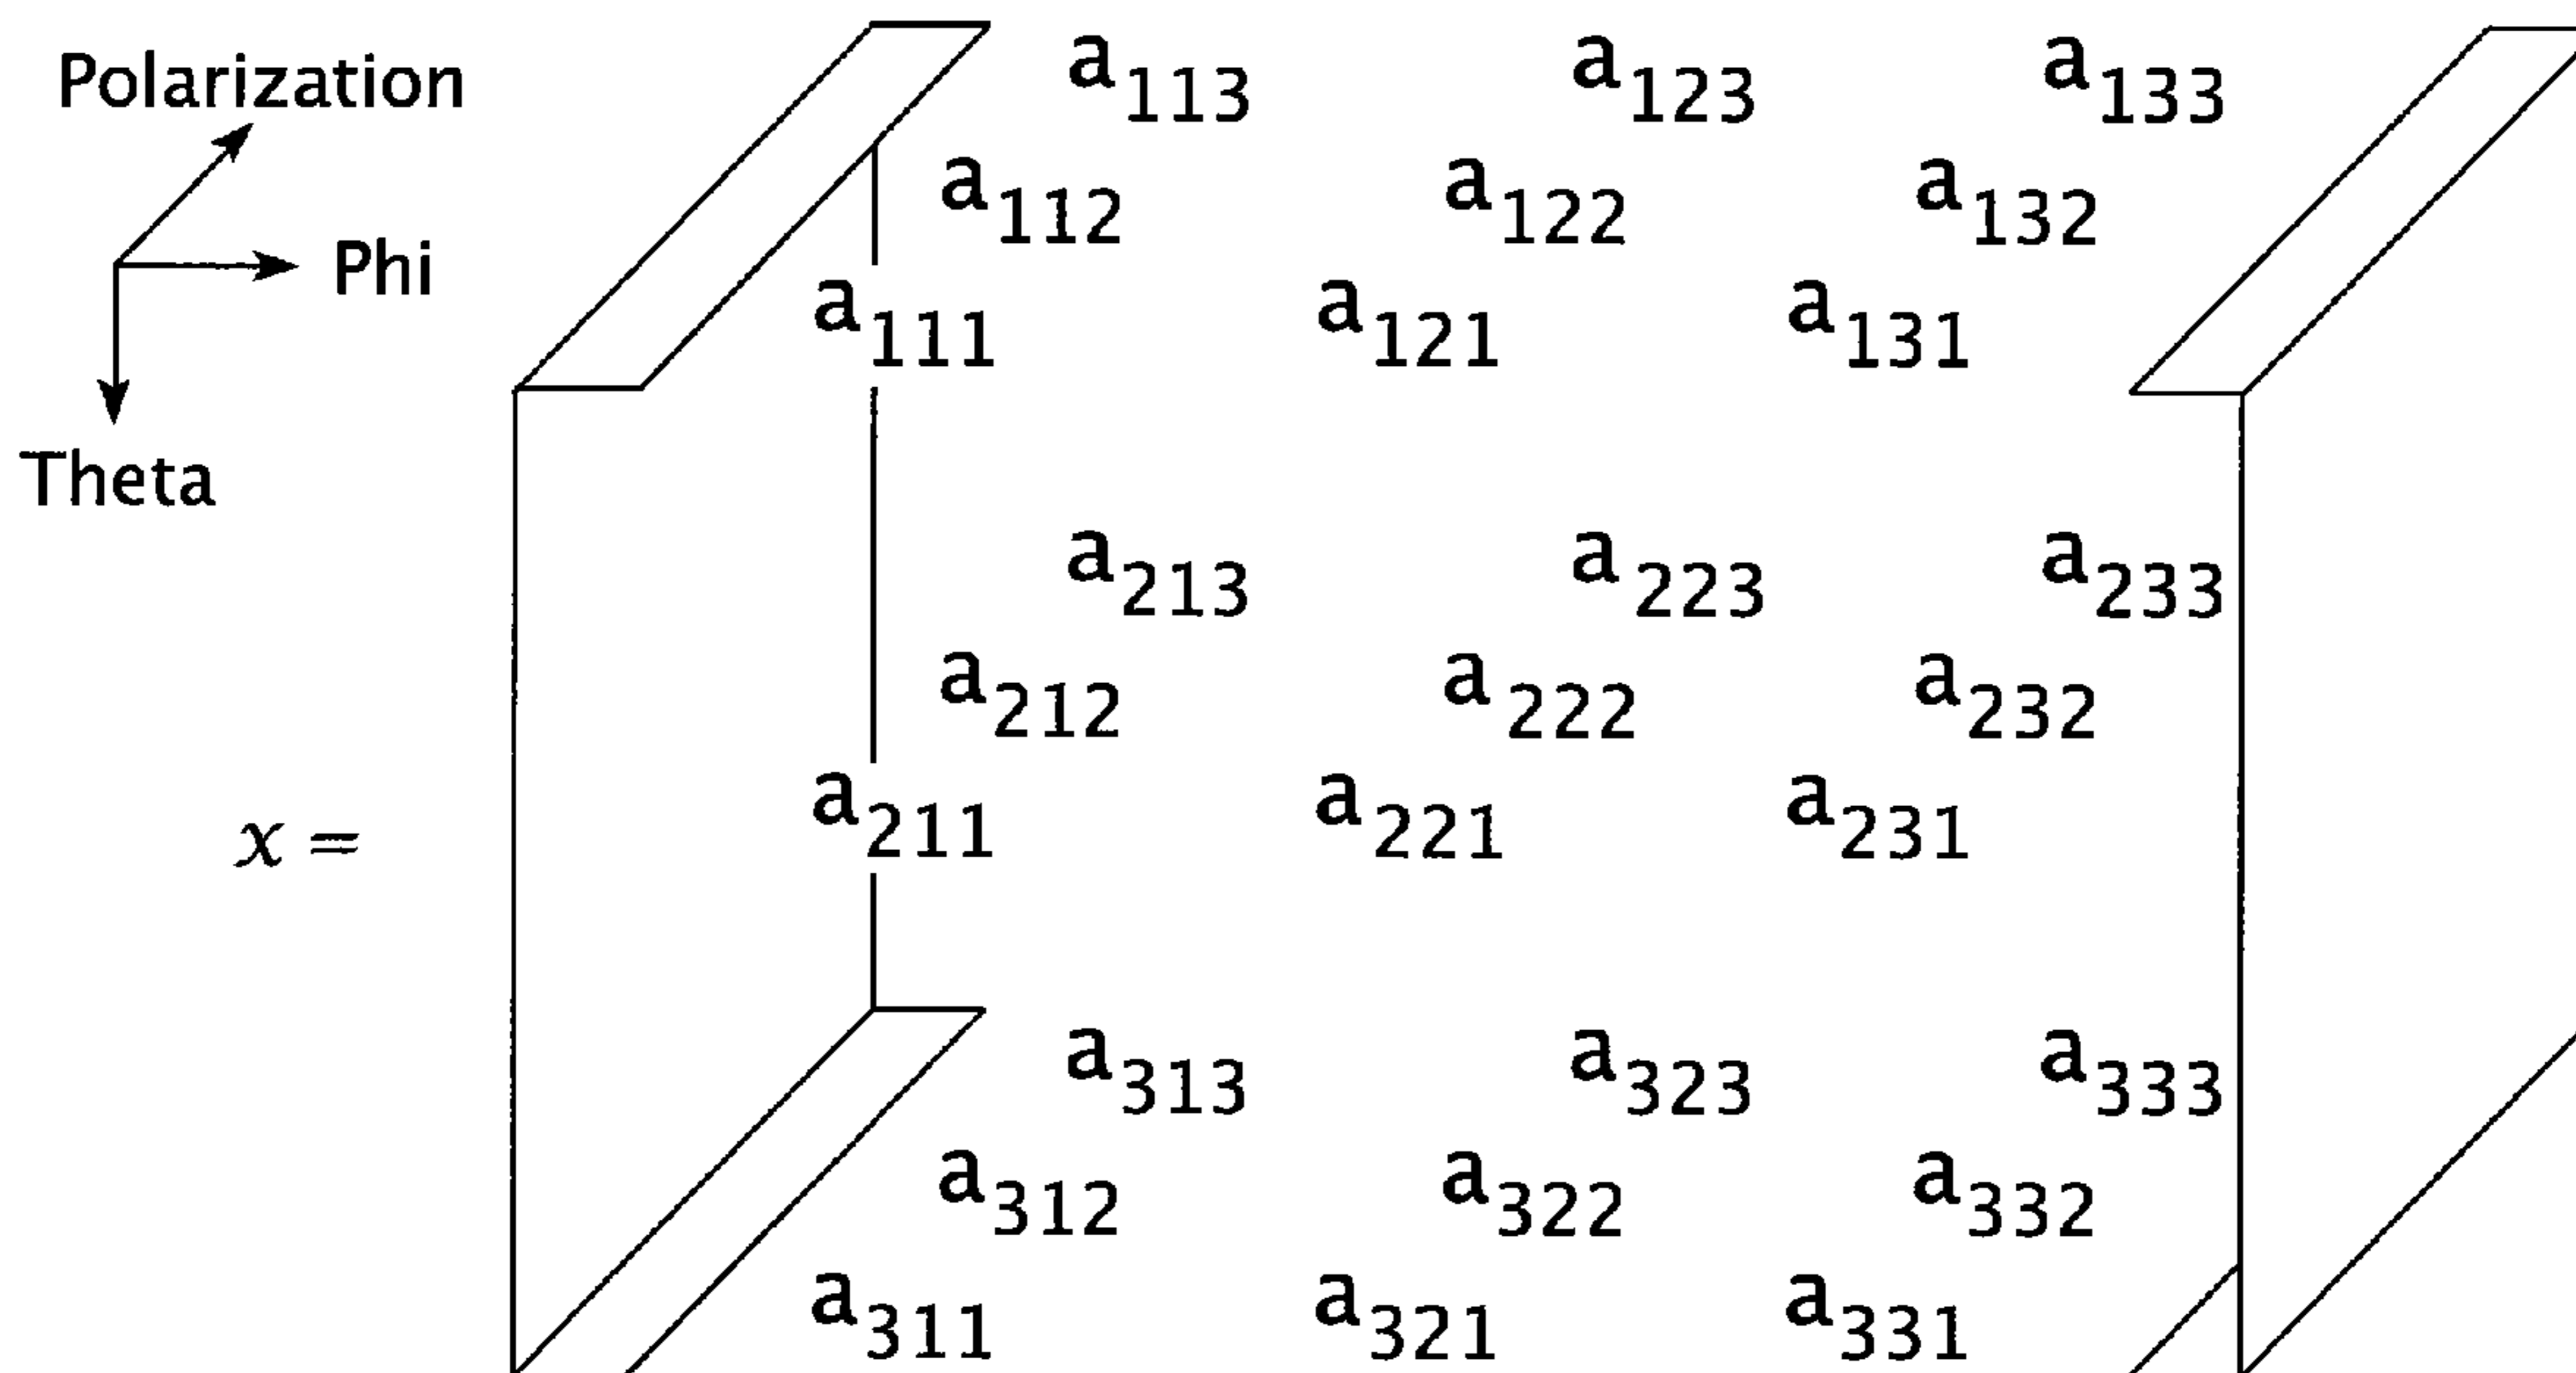 Polarization
Phi
Theta
x =
a113 a123 a133
a112 a122 a132
a111 a121 a131
a213 a223 a233
a212 a222 a232
a211 a221 a231
a313 a323 a333
a312 a322 a332
a311 a321 a331